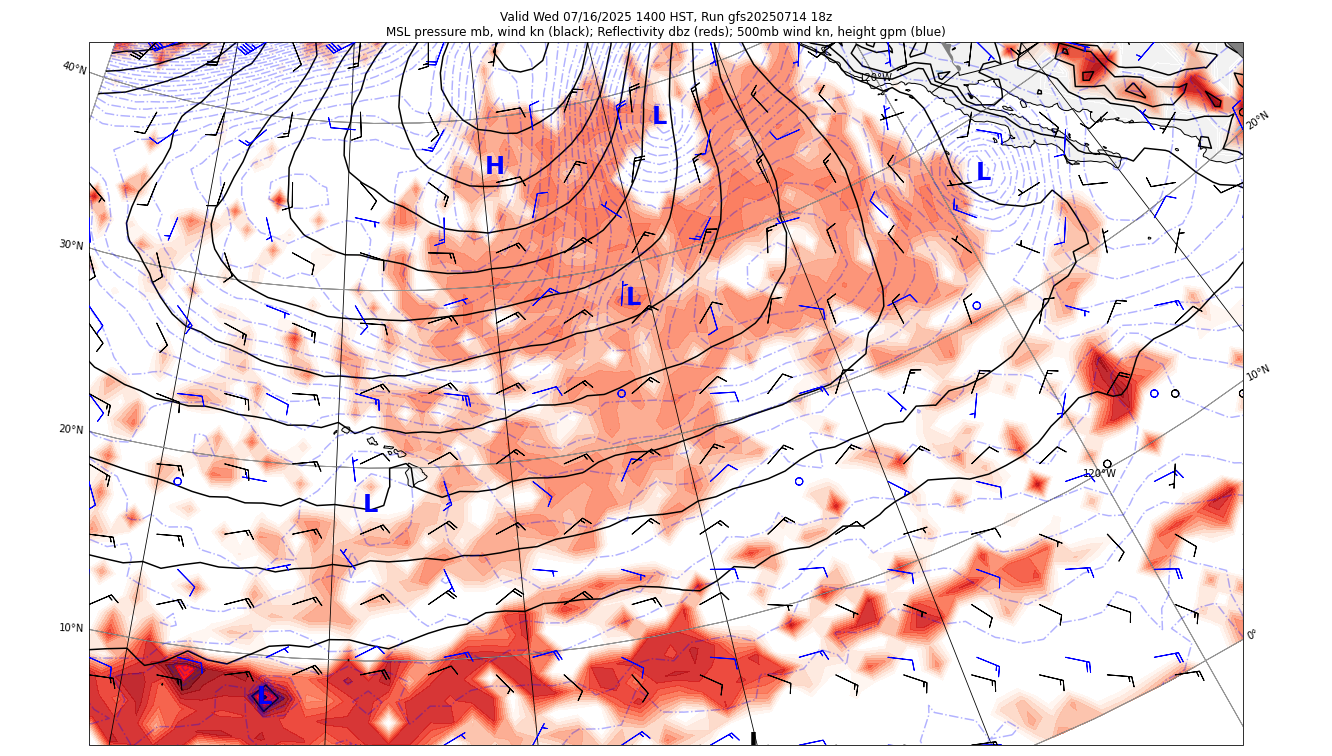 Valid Wed 07/16/2025 1400 HST, Run gfs20250714 18z
MSL pressure mb, wind kn (black); Reflectivity dbz (reds); 500mb wind kn, height gpm (blue)
40°N
120°W
20°N
L
H
L
30°N
L
10°N
20°N
120°W
L
10°N
0°
L